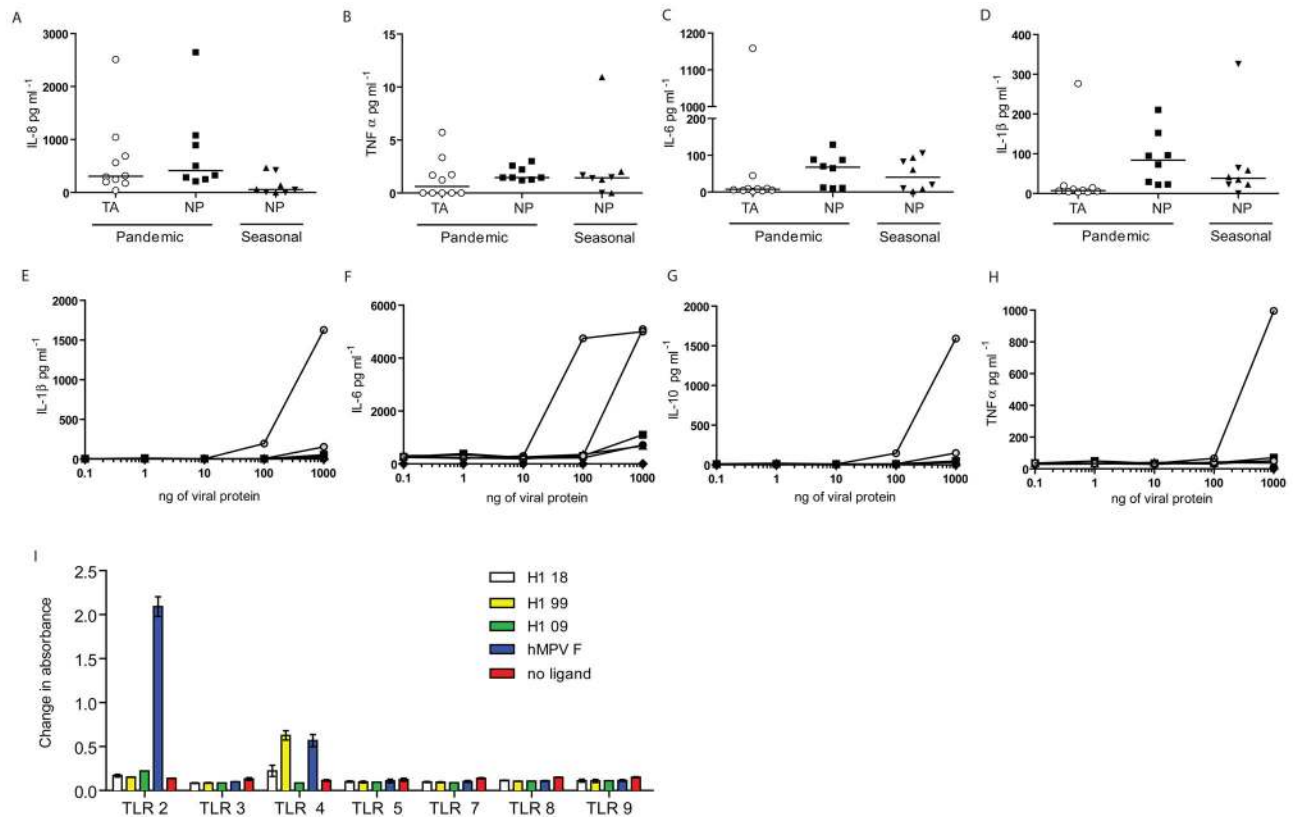 A
IL-8 pg ml⁻¹
3000
2000
1000
0
TA NP NP
Pandemic Seasonal
B
TNF α pg ml⁻¹
15
10
5
0
TA NP NP
Pandemic Seasonal
C
IL-6 pg ml⁻¹
1200
1100
1000
200
100
0
TA NP NP
Pandemic Seasonal
D
IL-1β pg ml⁻¹
400
300
200
100
0
TA NP NP
Pandemic Seasonal
E
IL-1β pg ml⁻¹
2000
1500
1000
500
0
0.1 1 10 100 1000
ng of viral protein
F
IL-6 pg ml⁻¹
6000
4000
2000
0
0.1 1 10 100 1000
ng of viral protein
G
IL-10 pg ml⁻¹
2000
1500
1000
500
0
0.1 1 10 100 1000
ng of viral protein
H
TNF α pg ml⁻¹
1000
800
600
400
200
0
0.1 1 10 100 1000
ng of viral protein
I
Change in absorbance
2.5
2.0
1.5
1.0
0.5
0.0
TLR 2 TLR 3 TLR 4 TLR 5 TLR 7 TLR 8 TLR 9
H1 18
H1 99
H1 09
hMPV F
no ligand